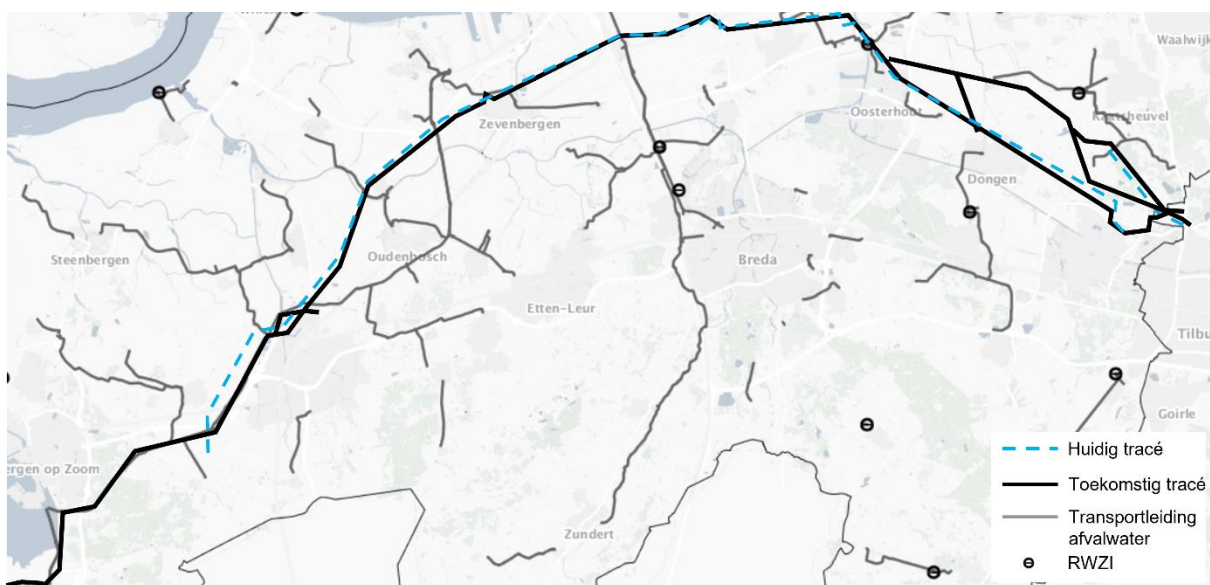 Waalwijk
Zevenbergen
Oosterhout
Kaatsheuvel
Dongen
Steenbergen
Oudenbosch
Breda
Etten-Leur
Tilbu
Goirle
ergen op Zoom
Zundert
Huidig tracé
Toekomstig tracé
Transportleiding
afvalwater
RWZI